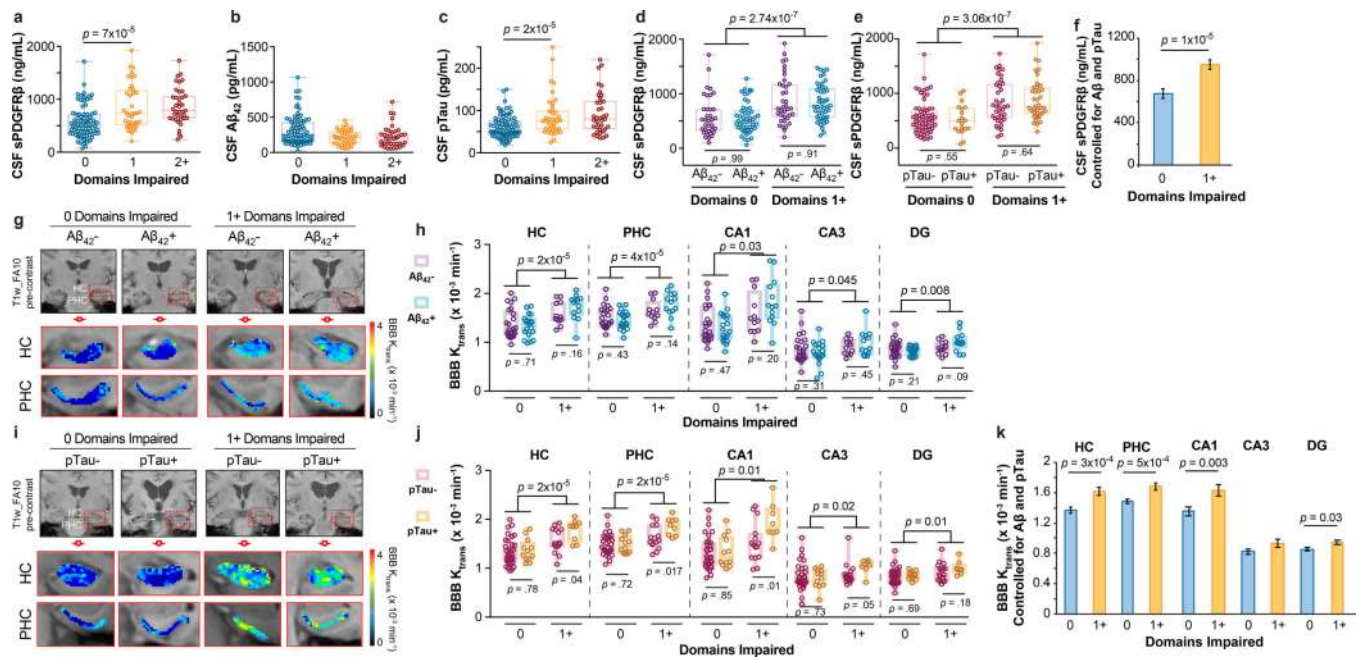 a
p = 7x10-5
CSF sPDGFRβ (ng/mL)
2000
1000
0
0 1 2+
Domains Impaired
b
CSF Aβ42 (pg/mL)
1,500
1,000
500
0
0 1 2+
Domains Impaired
c
p = 2x10-5
CSF pTau (pg/mL)
250
200
150
100
50
0
0 1 2+
Domains Impaired
d
p = 2.74x10-7
CSF sPDGFRβ (ng/mL)
2000
1000
0
p = .99 p = .91
Aβ42- Aβ42+ Aβ42- Aβ42+
Domains 0 Domains 1+
e
p = 3.06x10-7
CSF sPDGFRβ (ng/mL)
2000
1000
0
p = .55 p = .64
pTau- pTau+ pTau- pTau+
Domains 0 Domains 1+
f
p = 1x10-5
CSF sPDGFRβ (ng/mL)
Controlled for Aβ and pTau
1200
900
600
300
0
0 1+
Domains Impaired
g
0 Domains Impaired 1+ Domans Impaired
Aβ42- Aβ42+ Aβ42- Aβ42+
T1w_FA10
pre-contrast
HC
PHC
HC
PHC
4
BBB Ktrans
(x 10-3 min-1)
0
h
Aβ42-
Aβ42+
HC PHC CA1 CA3 DG
p = 2x10-5 p = 4x10-5 p = 0.03 p = 0.045 p = 0.008
BBB Ktrans (x 10-3 min-1)
3
2
1
0
p = .71 p = .16 p = .43 p = .14 p = .47 p = .20 p = .31 p = .45 p = .21 p = .09
0 1+ 0 1+ 0 1+ 0 1+ 0 1+
Domains Impaired
i
0 Domains Impaired 1+ Domans Impaired
pTau- pTau+ pTau- pTau+
T1w_FA10
pre-contrast
HC
PHC
HC
PHC
4
BBB Ktrans
(x 10-3 min-1)
0
j
pTau-
pTau+
HC PHC CA1 CA3 DG
p = 2x10-5 p = 2x10-5 p = 0.01 p = 0.02 p = 0.01
BBB Ktrans (x 10-3 min-1)
3
2
1
0
p = .78 p = .04 p = .72 p = .017 p = .85 p = .01 p = .73 p = .05 p = .69 p = .18
0 1+ 0 1+ 0 1+ 0 1+ 0 1+
Domains Impaired
k
HC PHC CA1 CA3 DG
p = 3x10-4 p = 5x10-4 p = 0.003 p = 0.03
BBB Ktrans (x 10-3 min-1)
Controlled for Aβ and pTau
2
1.6
1.2
0.8
0.4
0
0 1+ 0 1+ 0 1+ 0 1+ 0 1+
Domains Impaired